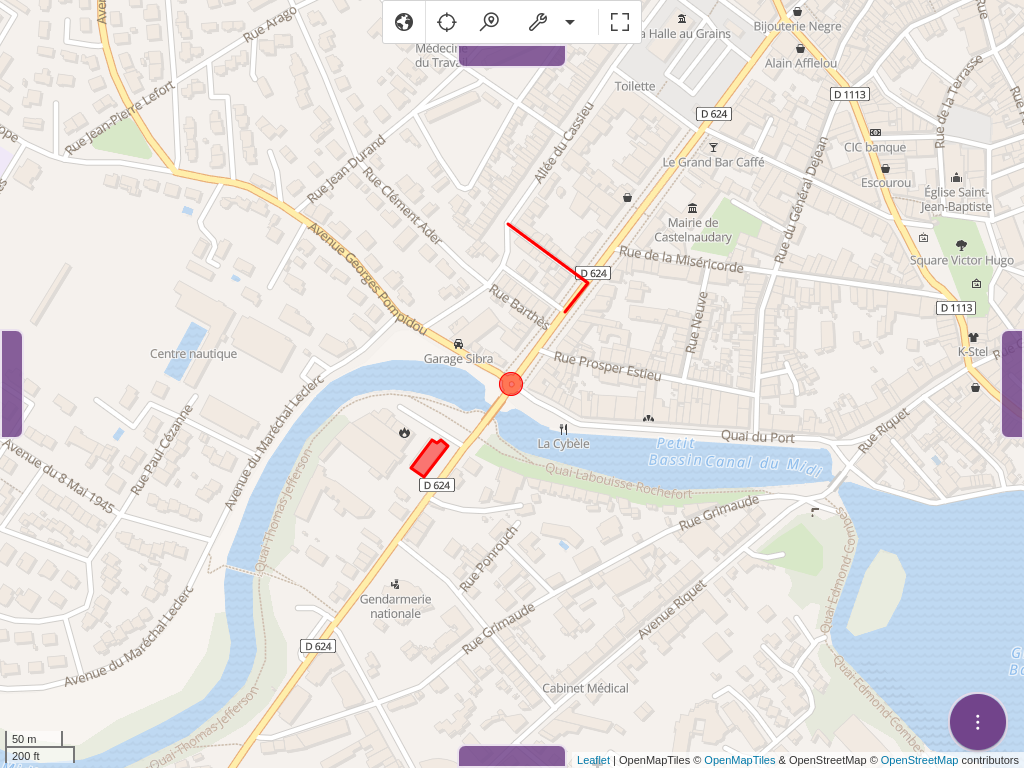 Rue Arago
Médecin
du Travail
La Halle au Grains
Bijouterie Negre
Alain Afflelou
Toilette
Rue Jean-Pierre Lefort
D 1113
D 624
Rue de la Terrasse
Allée du Cassieu
CIC banque
Le Grand Bar Caffé
Escourou
Rue Jean Durand
Rue Clément Ader
Église Saint-
Jean-Baptiste
Rue du Général Dejean
Mairie de
Castelnaudary
Avenue Georges Pompidou
Rue de la Miséricorde
Square Victor Hugo
D 624
Rue Barthès
D 1113
Rue Neuve
Centre nautique
Garage Sibra
Rue Prosper Estieu
K-Stel
Avenue du Maréchal Leclerc
Rue Paul Cézanne
Rue Riquet
La Cybèle
Quai du Port
Petit
Bassin Canal du Midi
Avenue du 8 Mai 1945
Quai Labouisse Rochefort
D 624
Quai Thomas Jefferson
Rue Grimaude
Quai Edmond Combes
Rue Ponrouch
Gendarmerie
nationale
Avenue Riquet
Rue Grimaude
Avenue du Maréchal Leclerc
D 624
Quai Edmond Combes
Cabinet Médical
Quai Thomas Jefferson
50 m
200 ft
Leaflet | OpenMapTiles © OpenMapTiles & OpenStreetMap © OpenStreetMap contributors